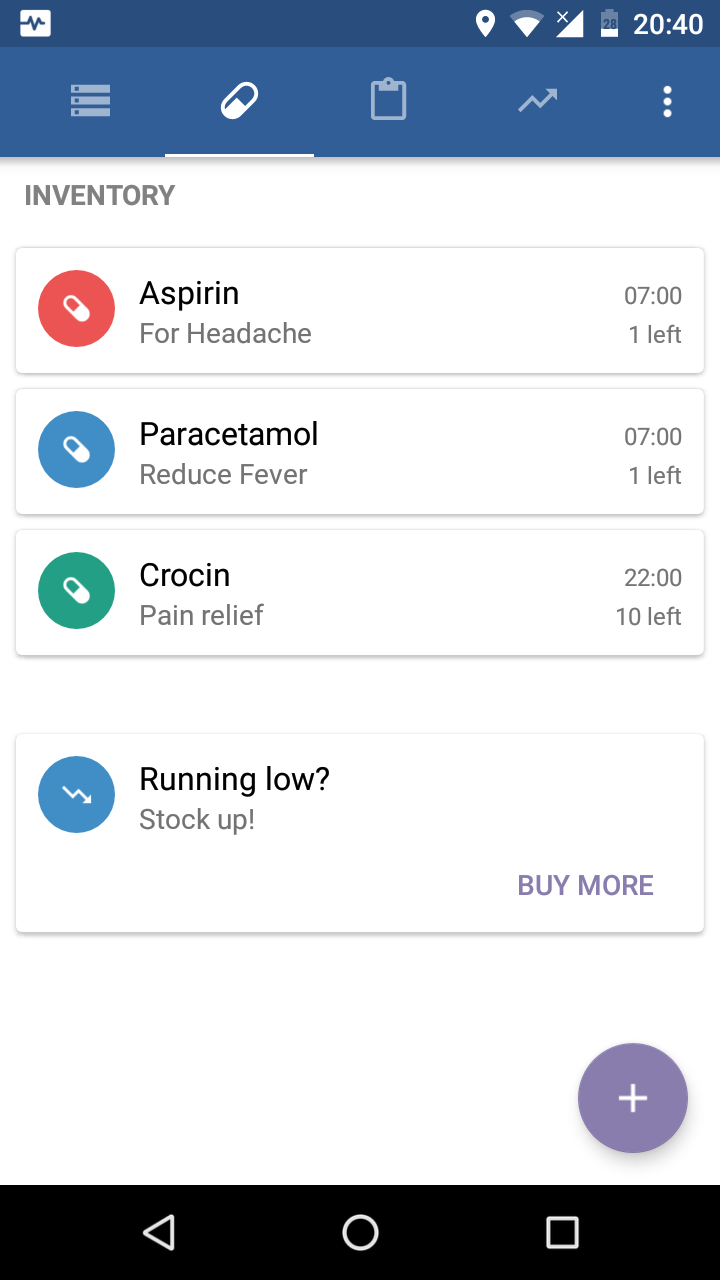 28 20:40
INVENTORY
Aspirin 07:00
For Headache 1 left
Paracetamol 07:00
Reduce Fever 1 left
Crocin 22:00
Pain relief 10 left
Running low?
Stock up!
BUY MORE